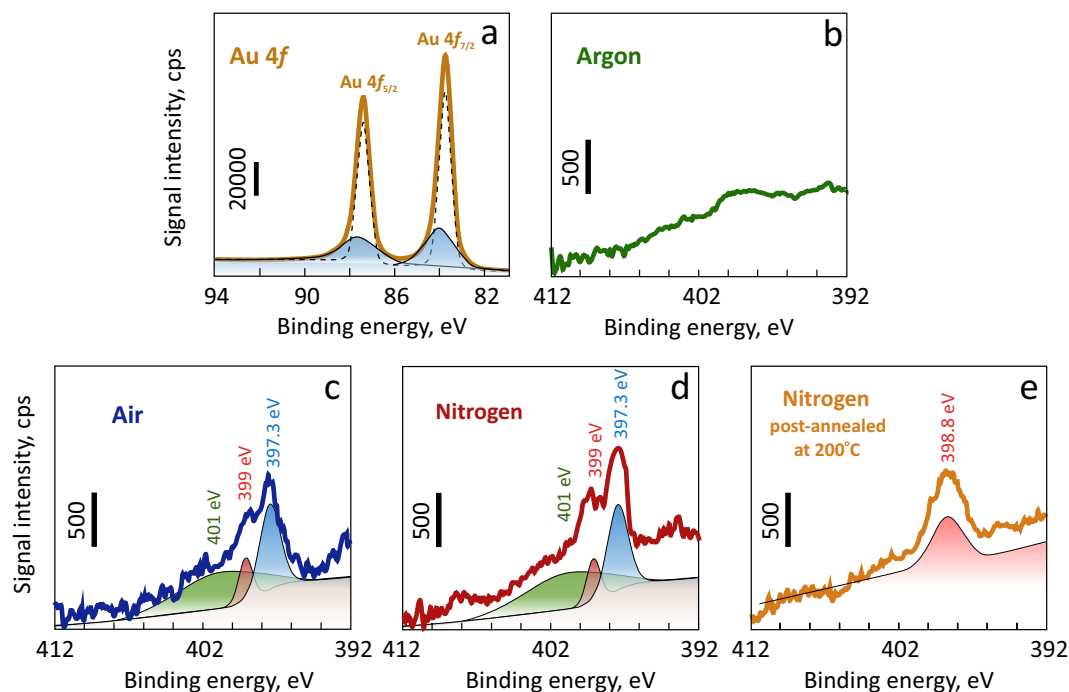 a
Au 4f
Au 4f5/2
Au 4f7/2
20000
Signal intensity, cps
94 90 86 82
Binding energy, eV
b
Argon
500
412 402 392
Binding energy, eV
c
Air
401 eV
399 eV
397.3 eV
500
Signal intensity, cps
412 402 392
Binding energy, eV
d
Nitrogen
401 eV
399 eV
397.3 eV
500
412 402 392
Binding energy, eV
e
Nitrogen
post-annealed
at 200°C
398.8 eV
500
412 402 392
Binding energy, eV